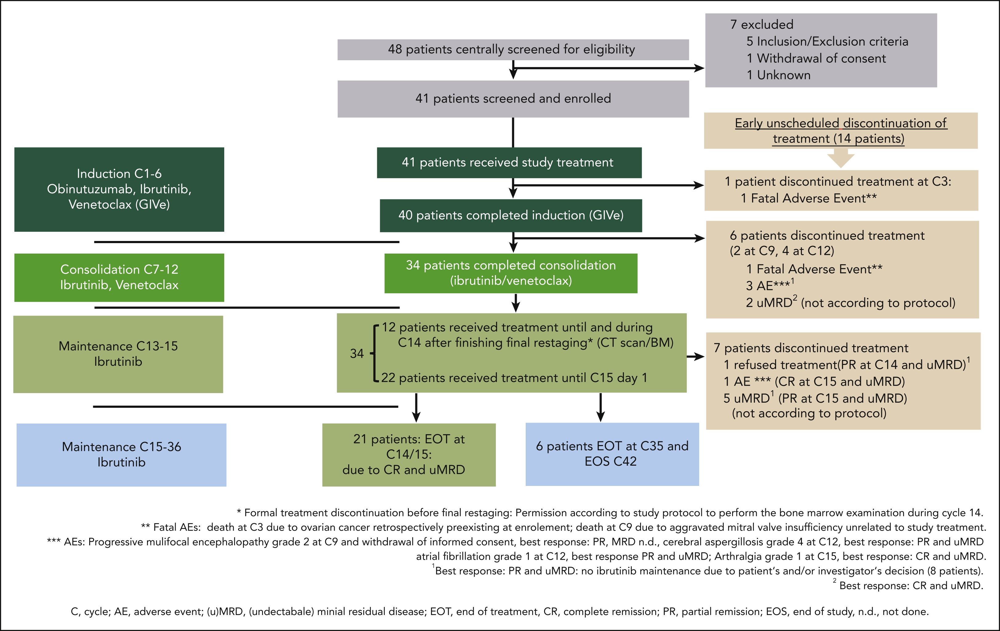 48 patients centrally screened for eligibility
7 excluded
5 Inclusion/Exclusion criteria
1 Withdrawal of consent
1 Unknown
41 patients screened and enrolled
Early unscheduled discontinuation of
treatment (14 patients)
Induction C1-6
Obinutuzumab, Ibrutinib,
Venetoclax (GIVe)
41 patients received study treatment
1 patient discontinued treatment at C3:
1 Fatal Adverse Event**
40 patients completed induction (GIVe)
6 patients discontinued treatment
(2 at C9, 4 at C12)
1 Fatal Adverse Event**
3 AE***1
2 uMRD2 (not according to protocol)
Consolidation C7-12
Ibrutinib, Venetoclax
34 patients completed consolidation
(ibrutinib/venetoclax)
Maintenance C13-15
Ibrutinib
34
12 patients received treatment until and during
C14 after finishing final restaging* (CT scan/BM)
22 patients received treatment until C15 day 1
7 patients discontinued treatment
1 refused treatment(PR at C14 and uMRD)1
1 AE *** (CR at C15 and uMRD)
5 uMRD1 (PR at C15 and uMRD)
(not according to protocol)
Maintenance C15-36
Ibrutinib
21 patients: EOT at
C14/15:
due to CR and uMRD
6 patients EOT at C35 and
EOS C42
* Formal treatment discontinuation before final restaging: Permission according to study protocol to perform the bone marrow examination during cycle 14.
** Fatal AEs: death at C3 due to ovarian cancer retrospectively preexisting at enrolement; death at C9 due to aggravated mitral valve insufficiency unrelated to study treatment.
*** AEs: Progressive mulifocal encephalopathy grade 2 at C9 and withdrawal of informed consent, best response: PR, MRD n.d., cerebral aspergillosis grade 4 at C12, best response: PR and uMRD
atrial fibrillation grade 1 at C12, best response PR and uMRD; Arthralgia grade 1 at C15, best response: CR and uMRD.
1Best response: PR and uMRD: no ibrutinib maintenance due to patient‘s and/or investigator‘s decision (8 patients).
2 Best response: CR and uMRD.
C, cycle; AE, adverse event; (u)MRD, (undectabale) minial residual disease; EOT, end of treatment, CR, complete remission; PR, partial remission; EOS, end of study, n.d., not done.